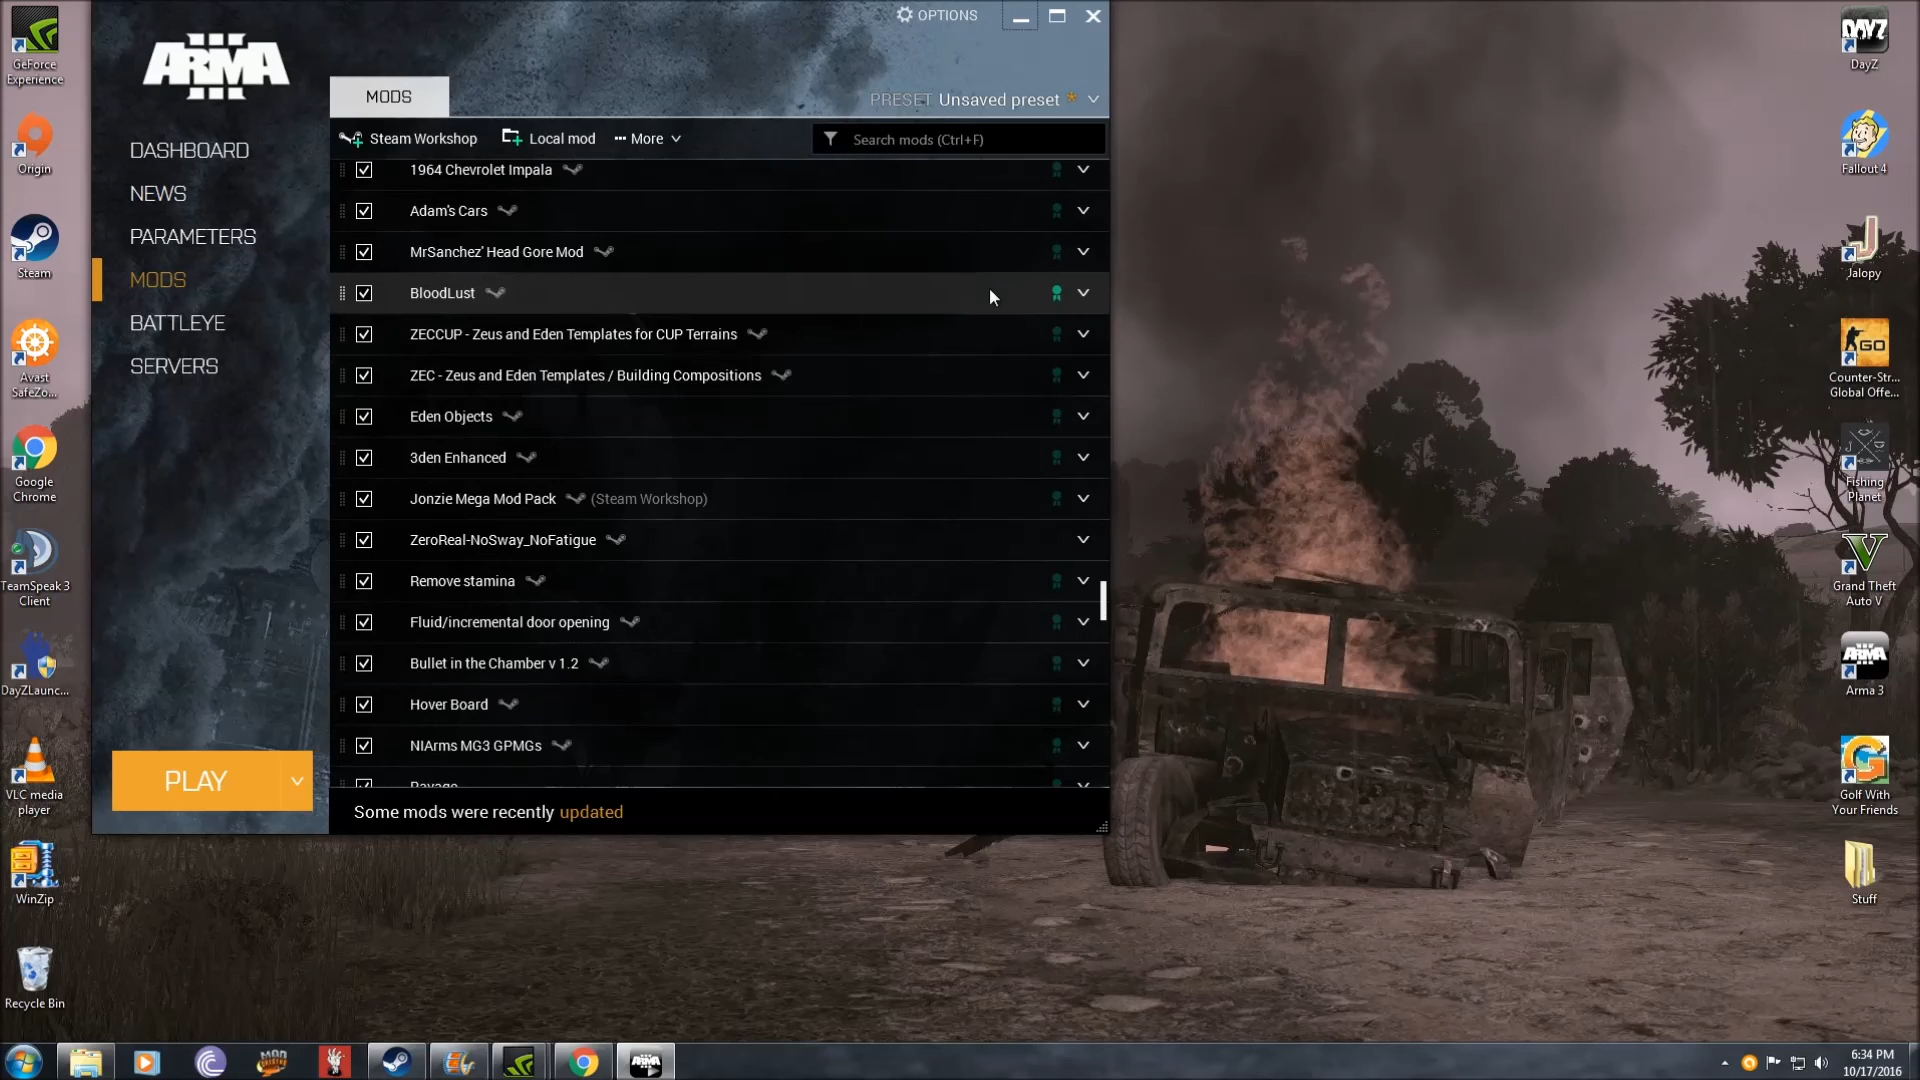 GeForce
Experience
Origin
Steam
Avast
SafeZo...
Google
Chrome
TeamSpeak 3
Client
DayZLaunc...
VLC media
player
WinZip
Recycle Bin
ARMA III
OPTIONS
DASHBOARD
NEWS
PARAMETERS
MODS
BATTLEYE
SERVERS
PLAY
MODS
PRESET Unsaved preset *
Steam Workshop
Local mod
··· More
Search mods (Ctrl+F)
1964 Chevrolet Impala
Adam's Cars
MrSanchez' Head Gore Mod
BloodLust
ZECCUP - Zeus and Eden Templates for CUP Terrains
ZEC - Zeus and Eden Templates / Building Compositions
Eden Objects
3den Enhanced
Jonzie Mega Mod Pack (Steam Workshop)
ZeroReal-NoSway_NoFatigue
Remove stamina
Fluid/incremental door opening
Bullet in the Chamber v 1.2
Hover Board
NIArms MG3 GPMGs
Ravage
Some mods were recently updated
DAYZ
DayZ
Fallout 4
Jalopy
GO
Counter-Str...
Global Offe...
Fishing
Planet
Grand Theft
Auto V
ARMA
Arma 3
Golf With
Your Friends
Stuff
ARMA
6:34 PM
10/17/2016